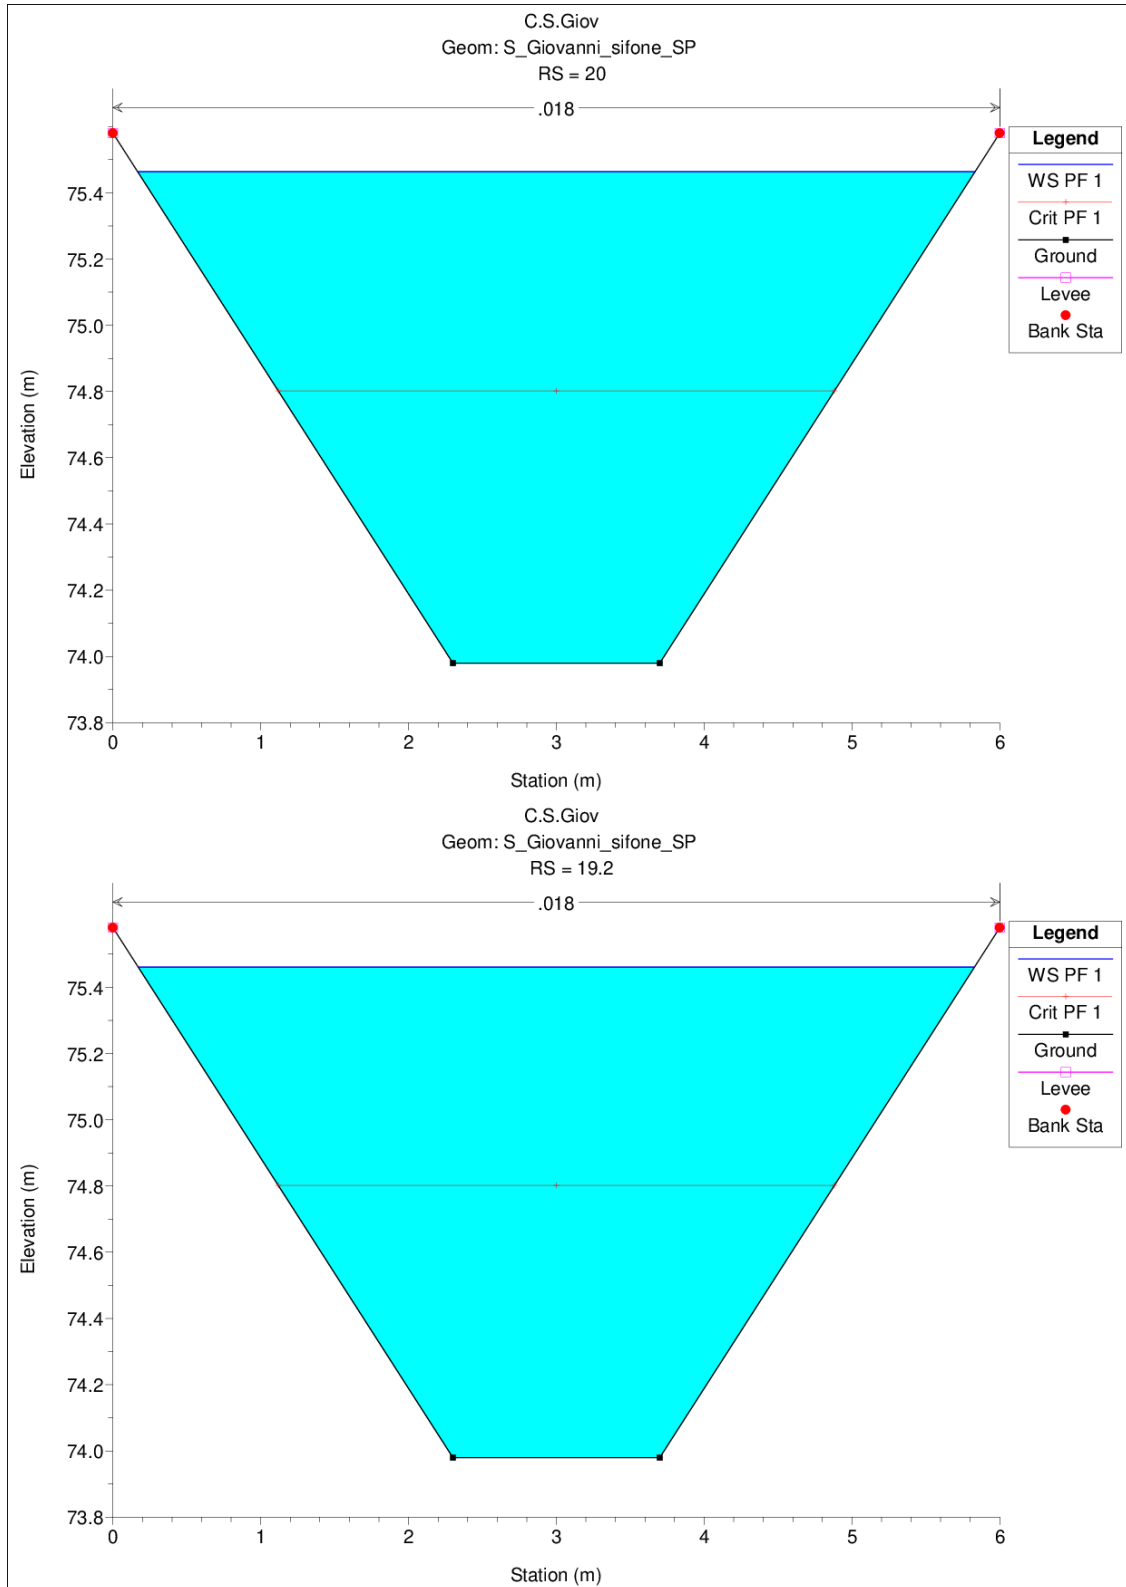 C.S.Giov
Geom: S_Giovanni_sifone_SP
RS = 20
.018
Legend
WS PF 1
Crit PF 1
Ground
Levee
Bank Sta
Elevation (m)
75.4
75.2
75.0
74.8
74.6
74.4
74.2
74.0
73.8
0 1 2 3 4 5 6
Station (m)
C.S.Giov
Geom: S_Giovanni_sifone_SP
RS = 19.2
.018
Legend
WS PF 1
Crit PF 1
Ground
Levee
Bank Sta
Elevation (m)
75.4
75.2
75.0
74.8
74.6
74.4
74.2
74.0
73.8
0 1 2 3 4 5 6
Station (m)